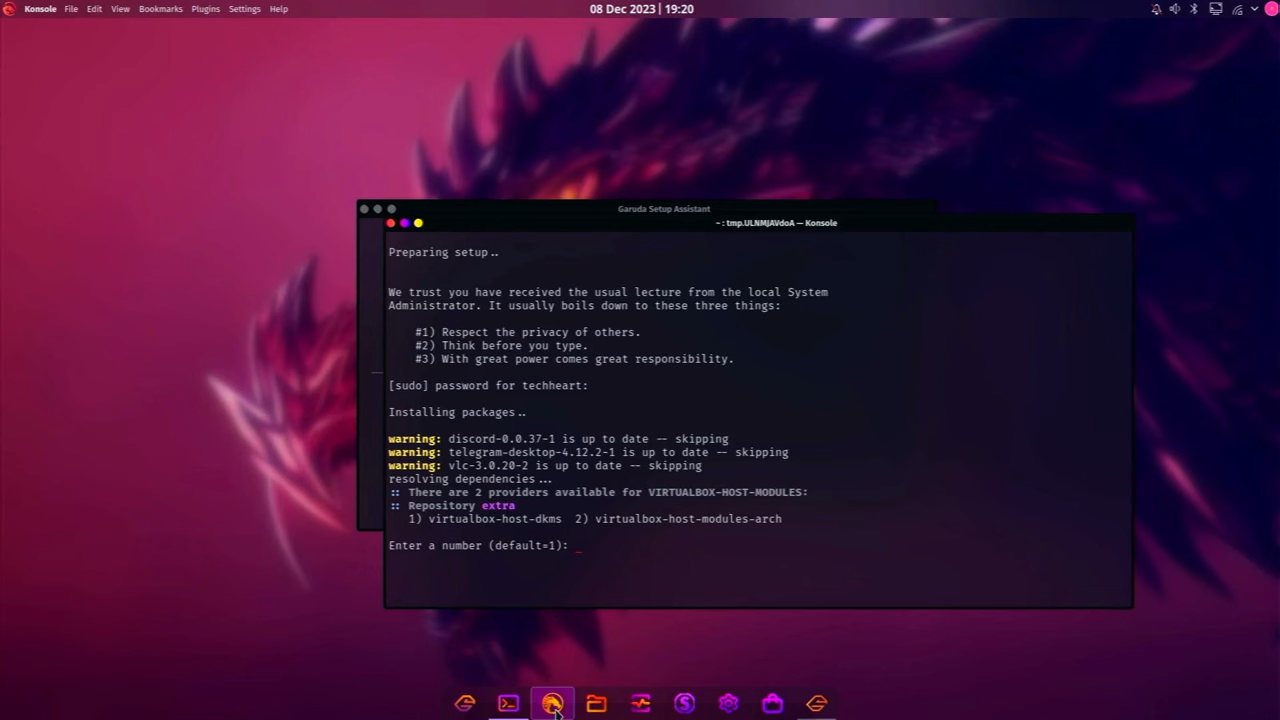 Konsole File Edit View Bookmarks Plugins Settings Help
08 Dec 2023 | 19:20
Garuda Setup Assistant
~ : tmp.ULNMJAVdoA — Konsole
Preparing setup..
We trust you have received the usual lecture from the local System
Administrator. It usually boils down to these three things:
#1) Respect the privacy of others.
#2) Think before you type.
#3) With great power comes great responsibility.
[sudo] password for techheart:
Installing packages..
warning: discord-0.0.37-1 is up to date -- skipping
warning: telegram-desktop-4.12.2-1 is up to date -- skipping
warning: vlc-3.0.20-2 is up to date -- skipping
resolving dependencies...
:: There are 2 providers available for VIRTUALBOX-HOST-MODULES:
:: Repository extra
1) virtualbox-host-dkms 2) virtualbox-host-modules-arch
Enter a number (default=1): _